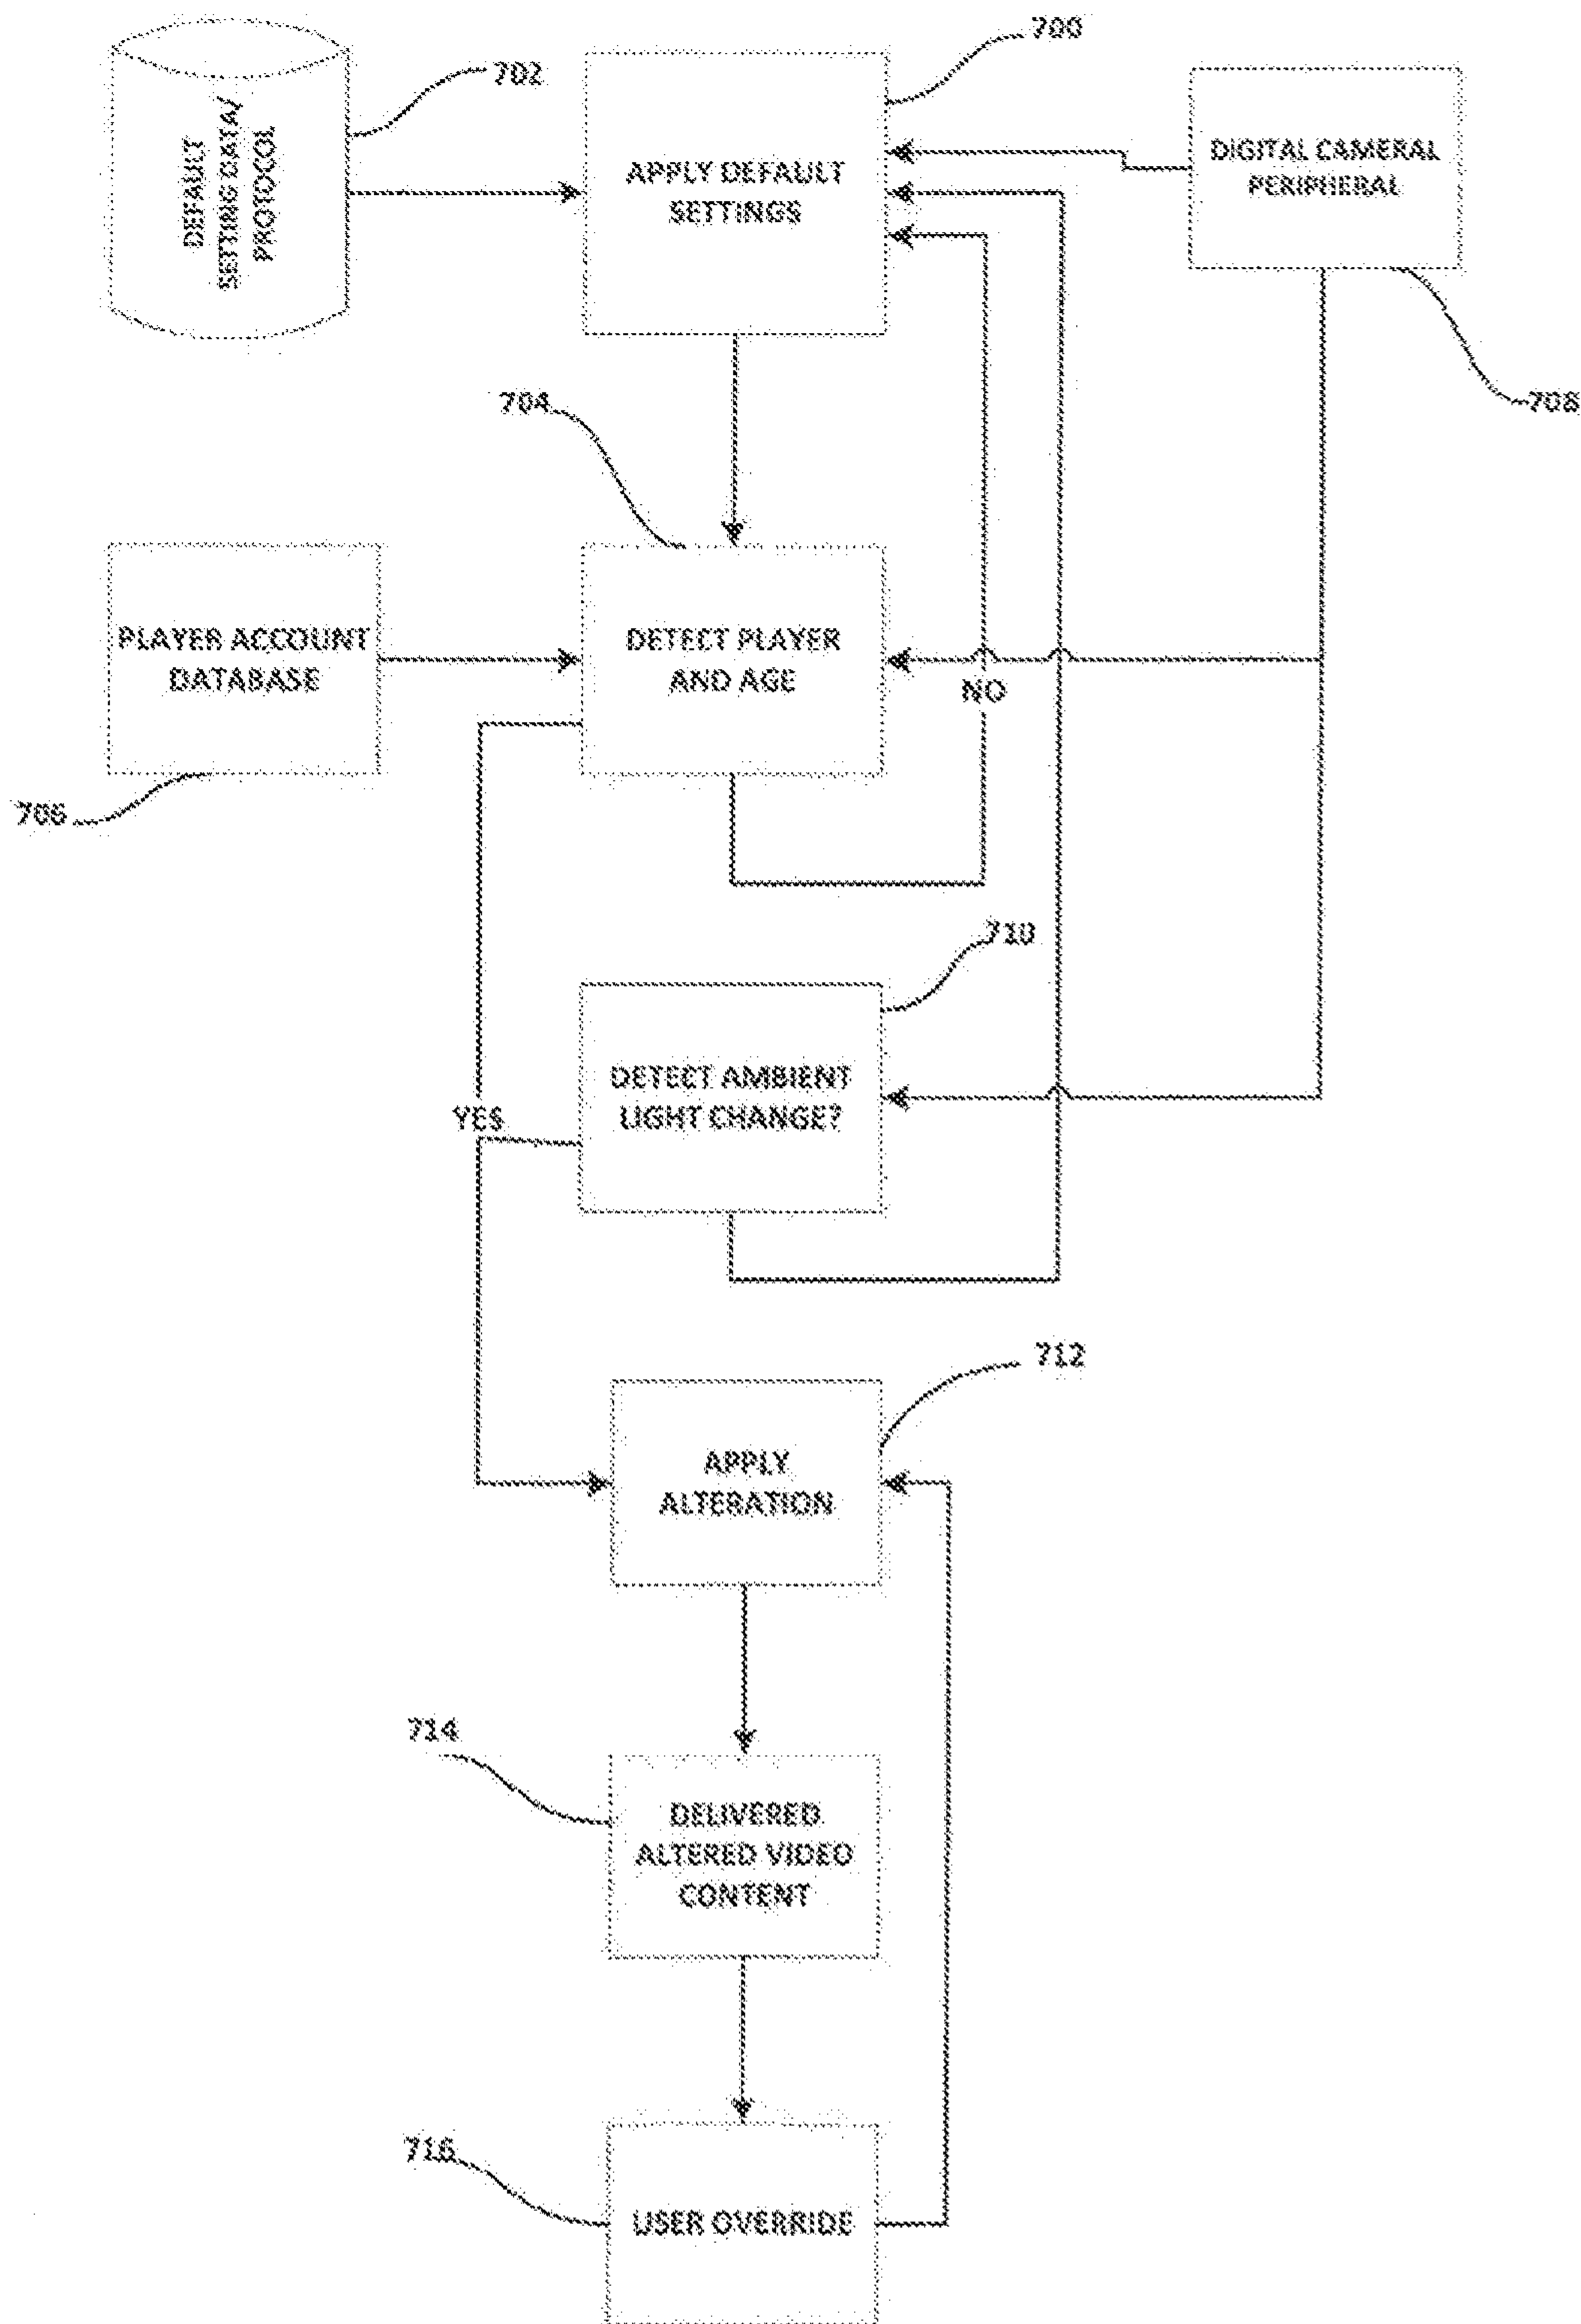 700
702
DEFAULT
SETTING DATA/
PROTOCOL
APPLY DEFAULT
SETTINGS
DIGITAL CAMERAL
PERIPHERAL
708
704
PLAYER ACCOUNT
DATABASE
DETECT PLAYER
AND AGE
NO
706
710
DETECT AMBIENT
LIGHT CHANGE?
YES
712
APPLY
ALTERATION
714
DELIVERED
ALTERED VIDEO
CONTENT
716
USER OVERRIDE